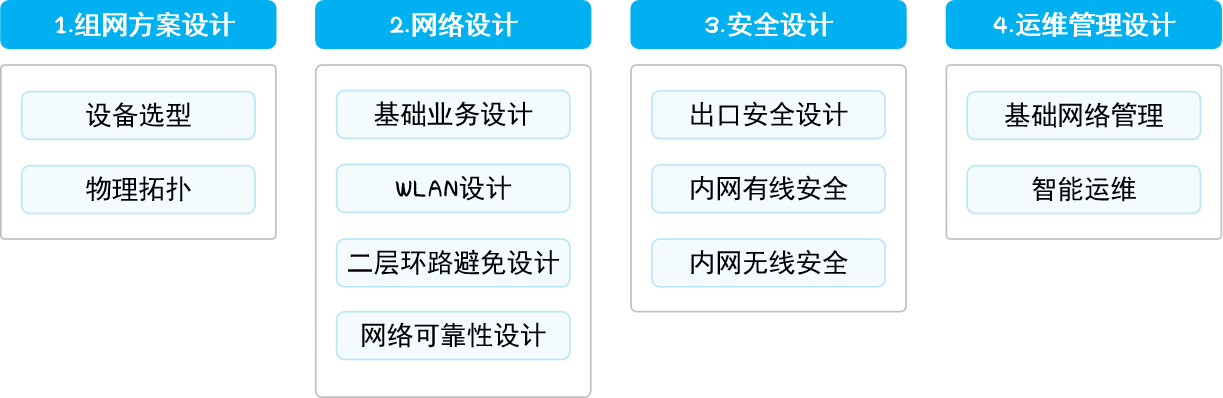 1.组网方案设计
设备选型
物理拓扑
2.网络设计
基础业务设计
WLAN设计
二层环路避免设计
网络可靠性设计
3.安全设计
出口安全设计
内网有线安全
内网无线安全
4.运维管理设计
基础网络管理
智能运维